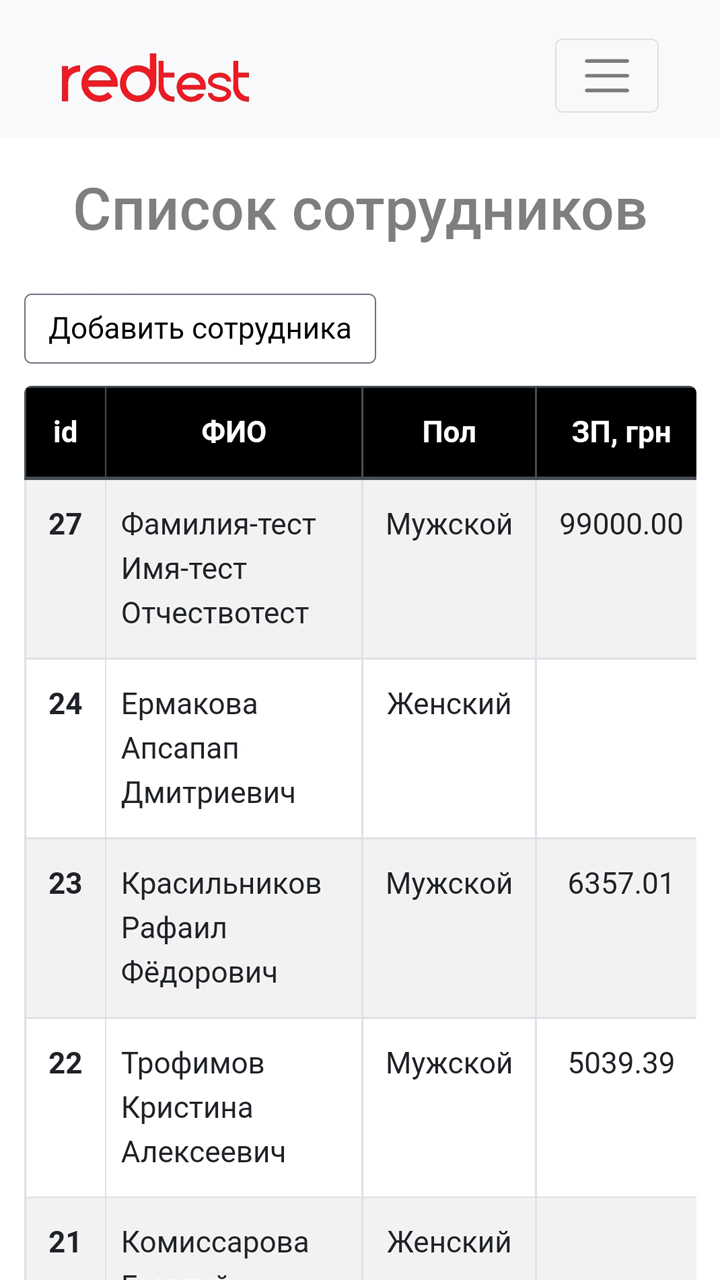 redtest
Список сотрудников
Добавить сотрудника
id ФИО Пол ЗП, грн
27 Фамилия-тест Мужской 99000.00
Имя-тест
Отчествотест
24 Ермакова Женский
Апсапап
Дмитриевич
23 Красильников Мужской 6357.01
Рафаил
Фёдорович
22 Трофимов Мужской 5039.39
Кристина
Алексеевич
21 Комиссарова Женский